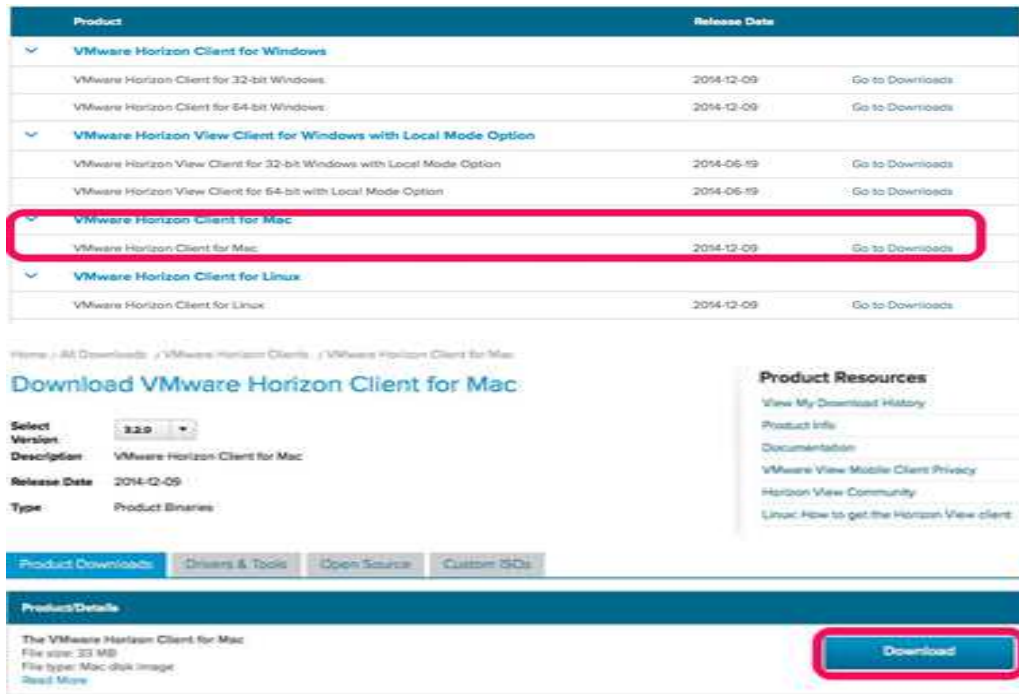 Product Release Date
VMware Horizon Client for Windows
VMware Horizon Client for 32-bit Windows 2014-12-09 Go to Downloads
VMware Horizon Client for 64-bit Windows 2014-12-09 Go to Downloads
VMware Horizon View Client for Windows with Local Mode Option
VMware Horizon View Client for 32-bit Windows with Local Mode Option 2014-06-19 Go to Downloads
VMware Horizon View Client for 64-bit with Local Mode Option 2014-06-19 Go to Downloads
VMware Horizon Client for Mac
VMware Horizon Client for Mac 2014-12-09 Go to Downloads
VMware Horizon Client for Linux
VMware Horizon Client for Linux 2014-12-09 Go to Downloads
Home / All Downloads / VMware Horizon Clients / VMware Horizon Client for Mac
Download VMware Horizon Client for Mac
Select Version 3.2.0
Description VMware Horizon Client for Mac
Release Date 2014-12-09
Type Product Binaries
Product Resources
View My Download History
Product Info
Documentation
VMware View Mobile Client Privacy
Horizon View Community
Linux: How to get the Horizon View client
Product Downloads Drivers & Tools Open Source Custom ISOs
Product/Details
The VMware Horizon Client for Mac
File size: 33 MB
File type: Mac disk image
Read More
Download